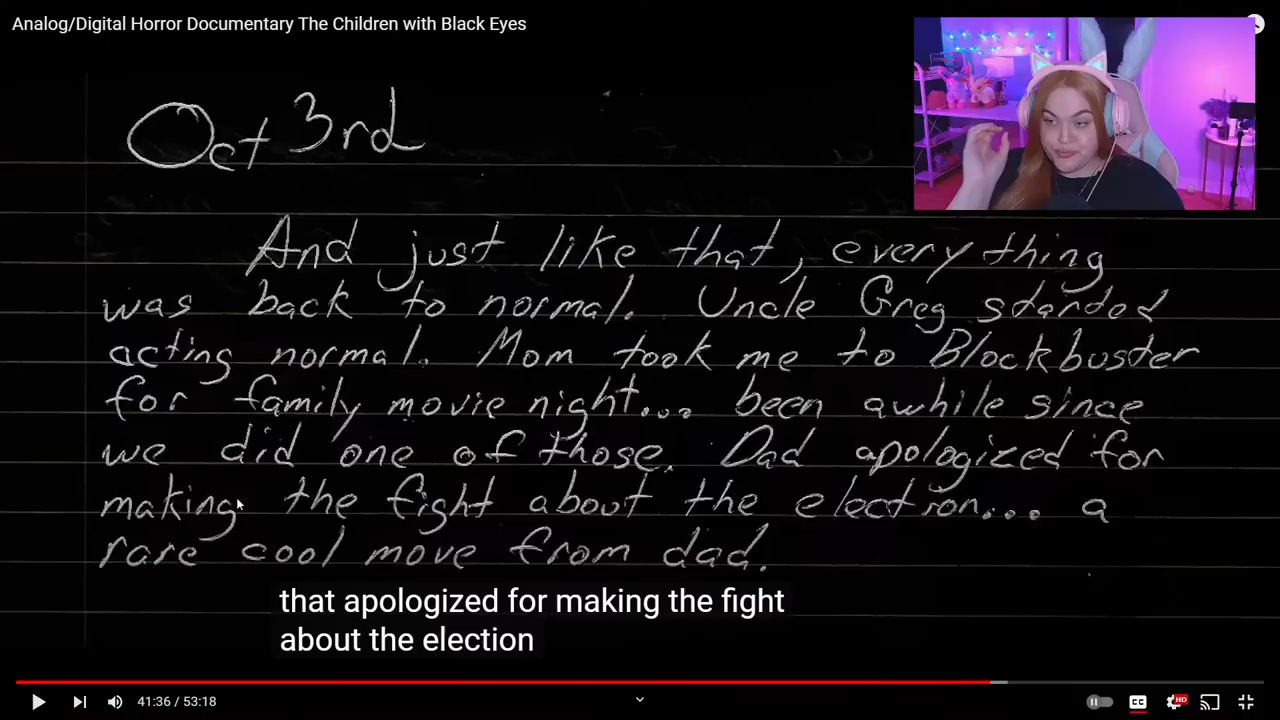 Analog/Digital Horror Documentary The Children with Black Eyes
Oct 3rd
And just like that, everything
was back to normal. Uncle Greg started
acting normal. Mom took me to Blockbuster
for family movie night... been awhile since
we did one of those. Dad apologized for
making the fight about the election... a
rare cool move from dad.
that apologized for making the fight
about the election
41:36 / 53:18
CC
HD